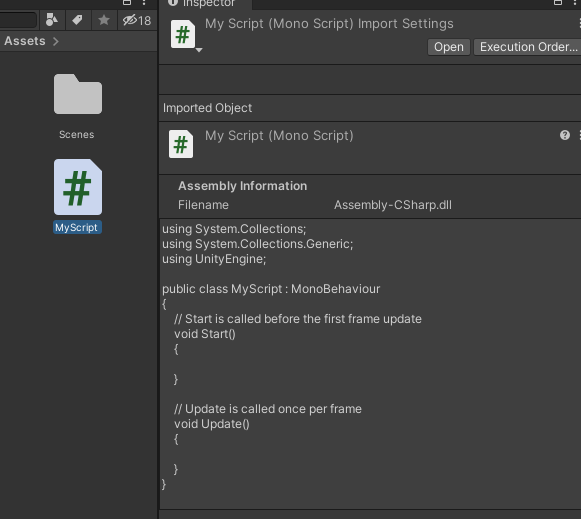 Inspector
18
Assets
Scenes
MyScript
My Script (Mono Script) Import Settings
Open
Execution Order...
Imported Object
My Script (Mono Script)
Assembly Information
Filename Assembly-CSharp.dll
using System.Collections;
using System.Collections.Generic;
using UnityEngine;
public class MyScript : MonoBehaviour
{
// Start is called before the first frame update
void Start()
{
}
// Update is called once per frame
void Update()
{
}
}